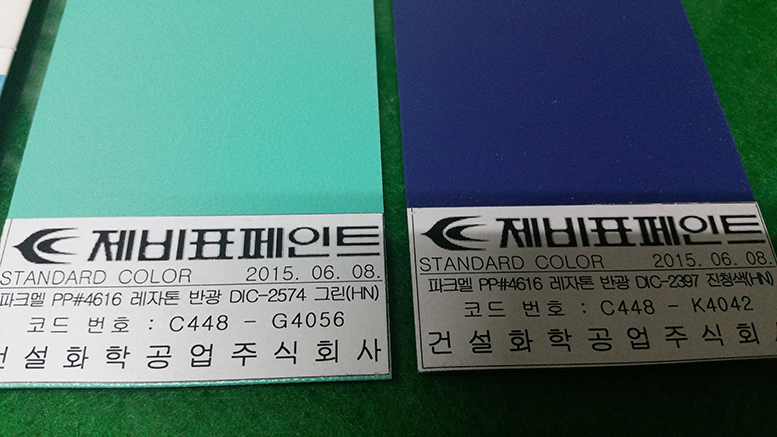 제비표페인트
STANDARD COLOR 2015. 06. 08.
파크멜 PP#4616 레자톤 반광 DIC-2574 그린(HN)
코드 번호 : C448 - G4056
건설화학공업주식회사
제비표페인트
STANDARD COLOR 2015. 06. 08.
파크멜 PP#4616 레자톤 반광 DIC-2397 진청색(HN)
코드 번호 : C448 - K4042
건설화학공업주식회사